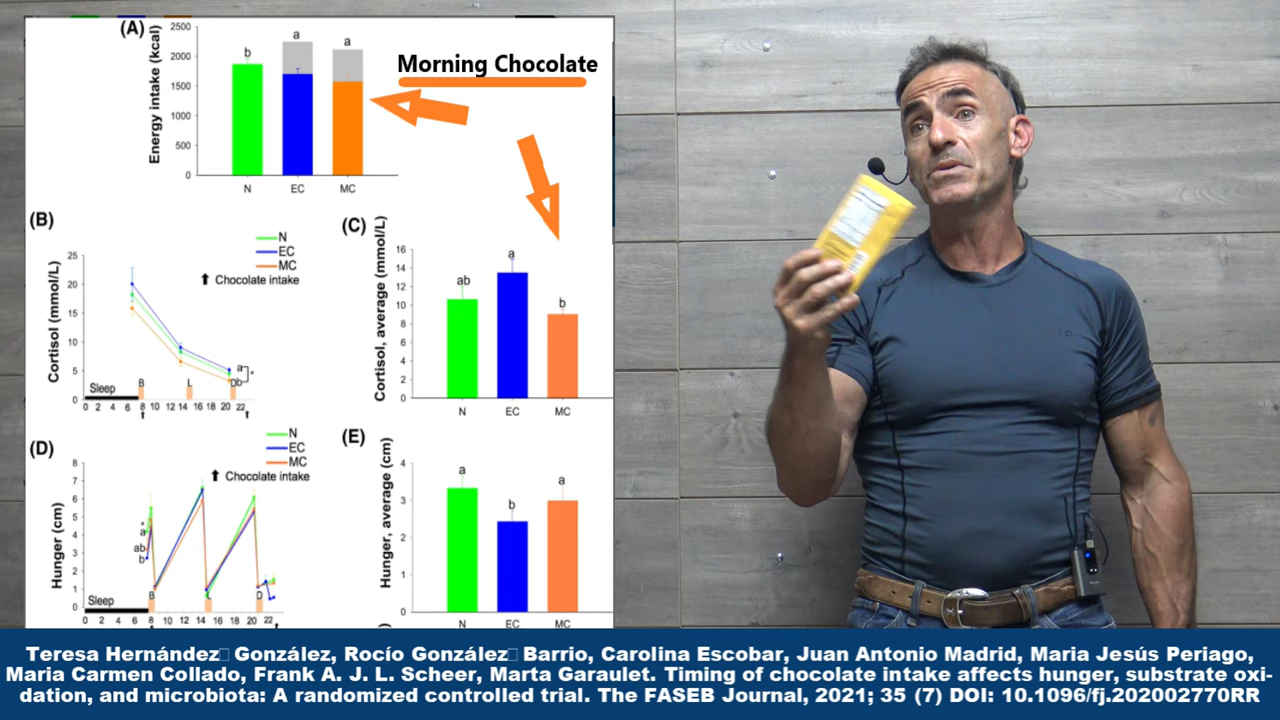 (A)
Energy intake (kcal)
2500
2000
1500
1000
500
0
b
a
a
N EC MC
Morning Chocolate
(B)
Cortisol (mmol/L)
25
20
15
10
5
0
N
EC
MC
Chocolate intake
a
*
Db
Sleep
B
L
0 2 4 6 8 10 12 14 16 18 20 22
(C)
Cortisol, average (mmol/L)
16
14
12
10
8
6
4
2
0
ab
a
b
N EC MC
(D)
Hunger (cm)
8
7
6
5
4
3
2
1
0
N
EC
MC
Chocolate intake
*
a
ab
b
Sleep
B
D
0 2 4 6 8 10 12 14 16 18 20 22
(E)
Hunger, average (cm)
4
3
2
1
0
a
b
a
N EC MC
Teresa Hernández□ González, Rocío González□ Barrio, Carolina Escobar, Juan Antonio Madrid, Maria Jesús Periago,
Maria Carmen Collado, Frank A. J. L. Scheer, Marta Garaulet. Timing of chocolate intake affects hunger, substrate oxi-
dation, and microbiota: A randomized controlled trial. The FASEB Journal, 2021; 35 (7) DOI: 10.1096/fj.202002770RR